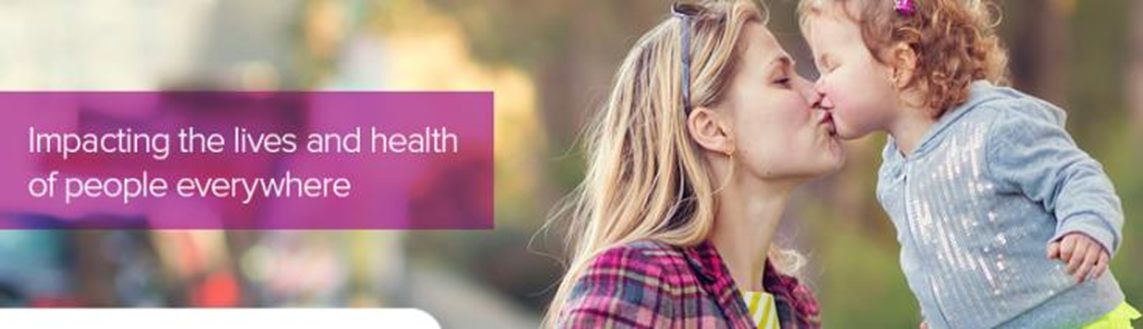 Impacting the lives and health
of people everywhere